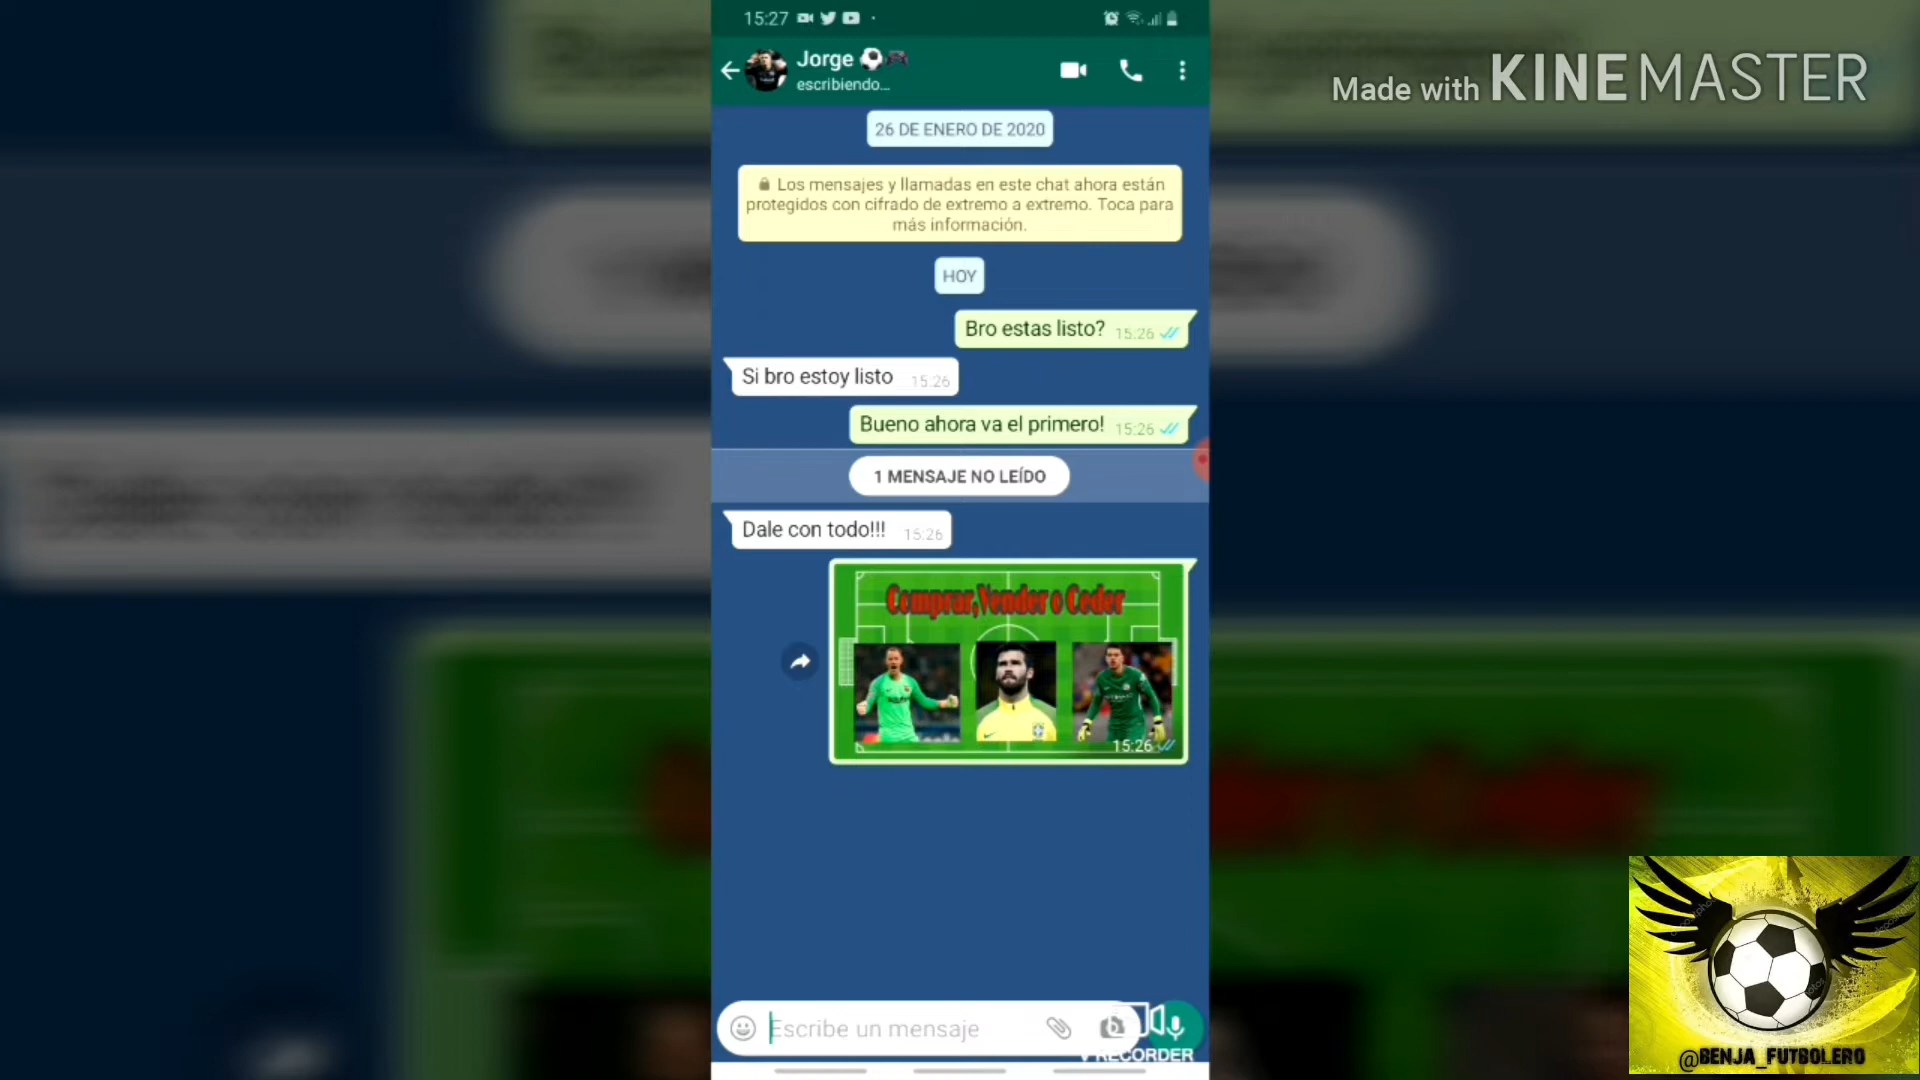 15:27
Made with KINEMASTER
Jorge
escribiendo...
26 DE ENERO DE 2020
Los mensajes y llamadas en este chat ahora están
protegidos con cifrado de extremo a extremo. Toca para
más información.
HOY
Bro estas listo? 15:26
Si bro estoy listo 15:26
Bueno ahora va el primero! 15:26
1 MENSAJE NO LEÍDO
Dale con todo!!! 15:26
Comprar,Vender o Ceder
15:26
Escribe un mensaje
RECORDER
@BENJA_FUTBOLERO